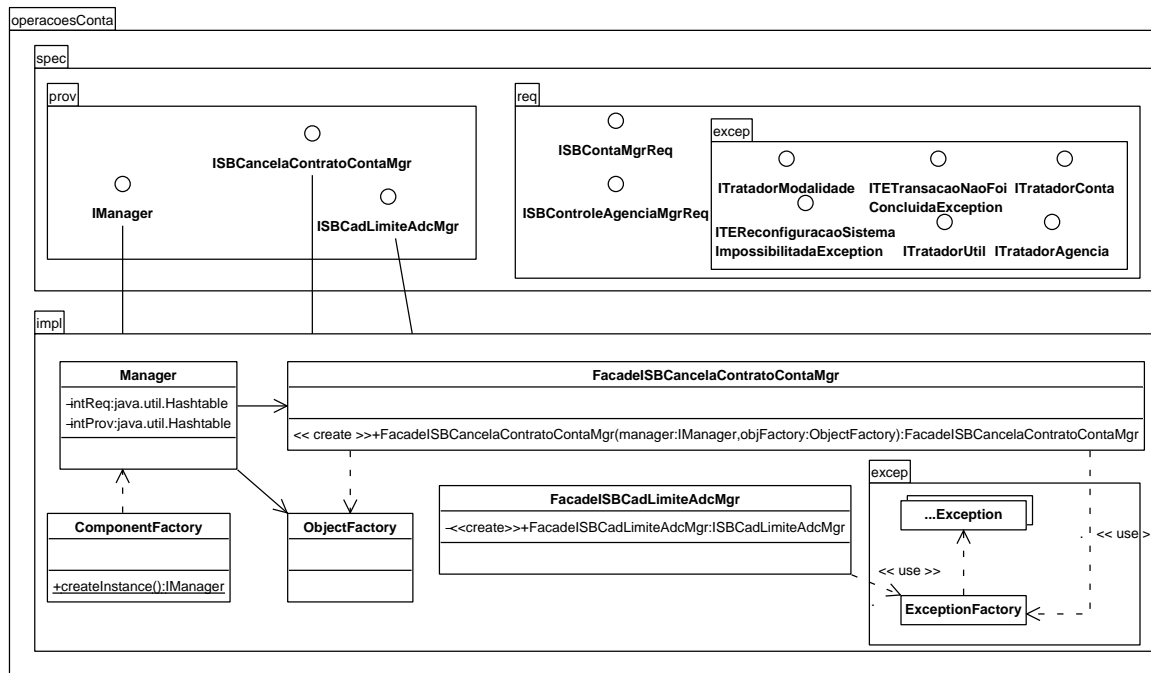 operacoesConta
spec
prov
req
ISBCancelaContratoContaMgr
IManager
ISBCadLimiteAdcMgr
ISBContaMgrReq
ISBControleAgenciaMgrReq
excep
ITratadorModalidade
ITETransacaoNaoFoi
ConcluidaException
ITratadorConta
ITEReconfiguracaoSistema
ImpossibilitadaException
ITratadorUtil
ITratadorAgencia
impl
Manager
-intReq:java.util.Hashtable
-intProv:java.util.Hashtable
FacadeISBCancelaContratoContaMgr
<< create >>+FacadeISBCancelaContratoContaMgr(manager:IManager,objFactory:ObjectFactory):FacadeISBCancelaContratoContaMgr
ComponentFactory
+createInstance():IManager
ObjectFactory
FacadeISBCadLimiteAdcMgr
-<<create>>+FacadeISBCadLimiteAdcMgr:ISBCadLimiteAdcMgr
excep
...Exception
<< use >
<< use >>
ExceptionFactory